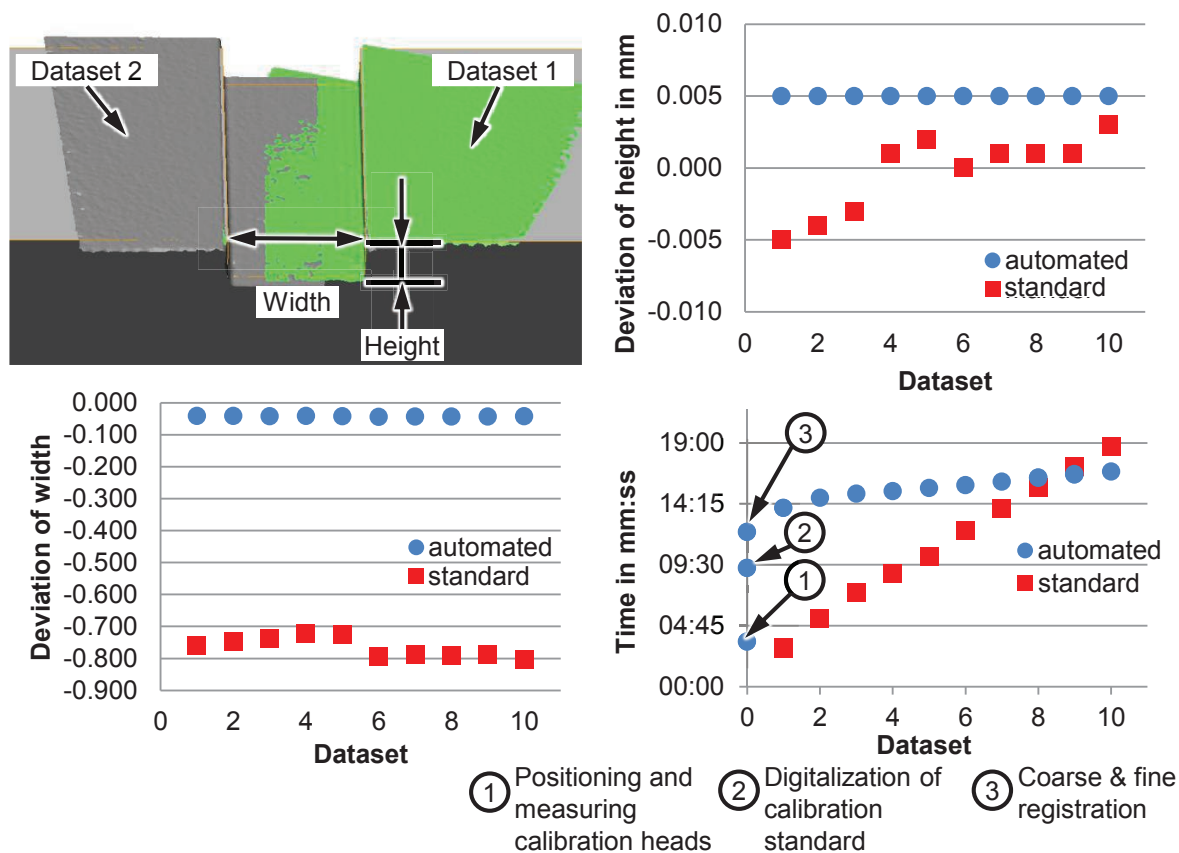 Dataset 2
Dataset 1
Width
Height
Deviation of height in mm
0.010
0.005
0.000
-0.005
-0.010
automated
standard
0 2 4 6 8 10
Dataset
Deviation of width
0.000
-0.100
-0.200
-0.300
-0.400
-0.500
-0.600
-0.700
-0.800
-0.900
automated
standard
0 2 4 6 8 10
Dataset
Time in mm:ss
19:00
14:15
09:30
04:45
00:00
3
2
1
automated
standard
0 2 4 6 8 10
Dataset
1 Positioning and
measuring
calibration heads
2 Digitalization of
calibration
standard
3 Coarse & fine
registration